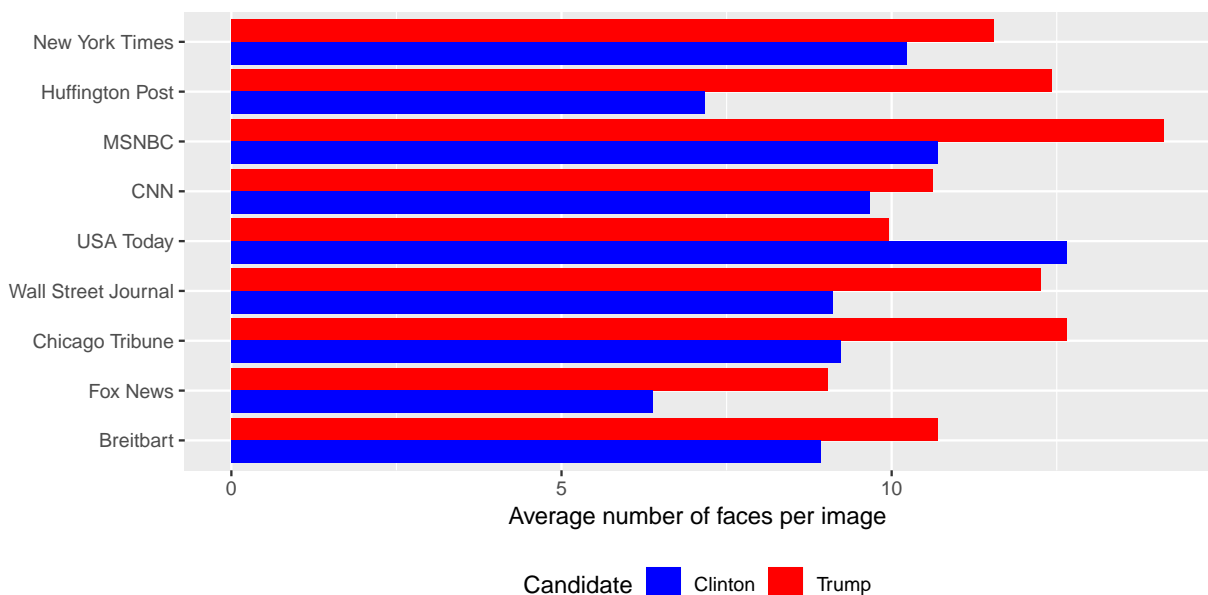 New York Times
Huffington Post
MSNBC
CNN
USA Today
Wall Street Journal
Chicago Tribune
Fox News
Breitbart
0 5 10
Average number of faces per image
Candidate Clinton Trump